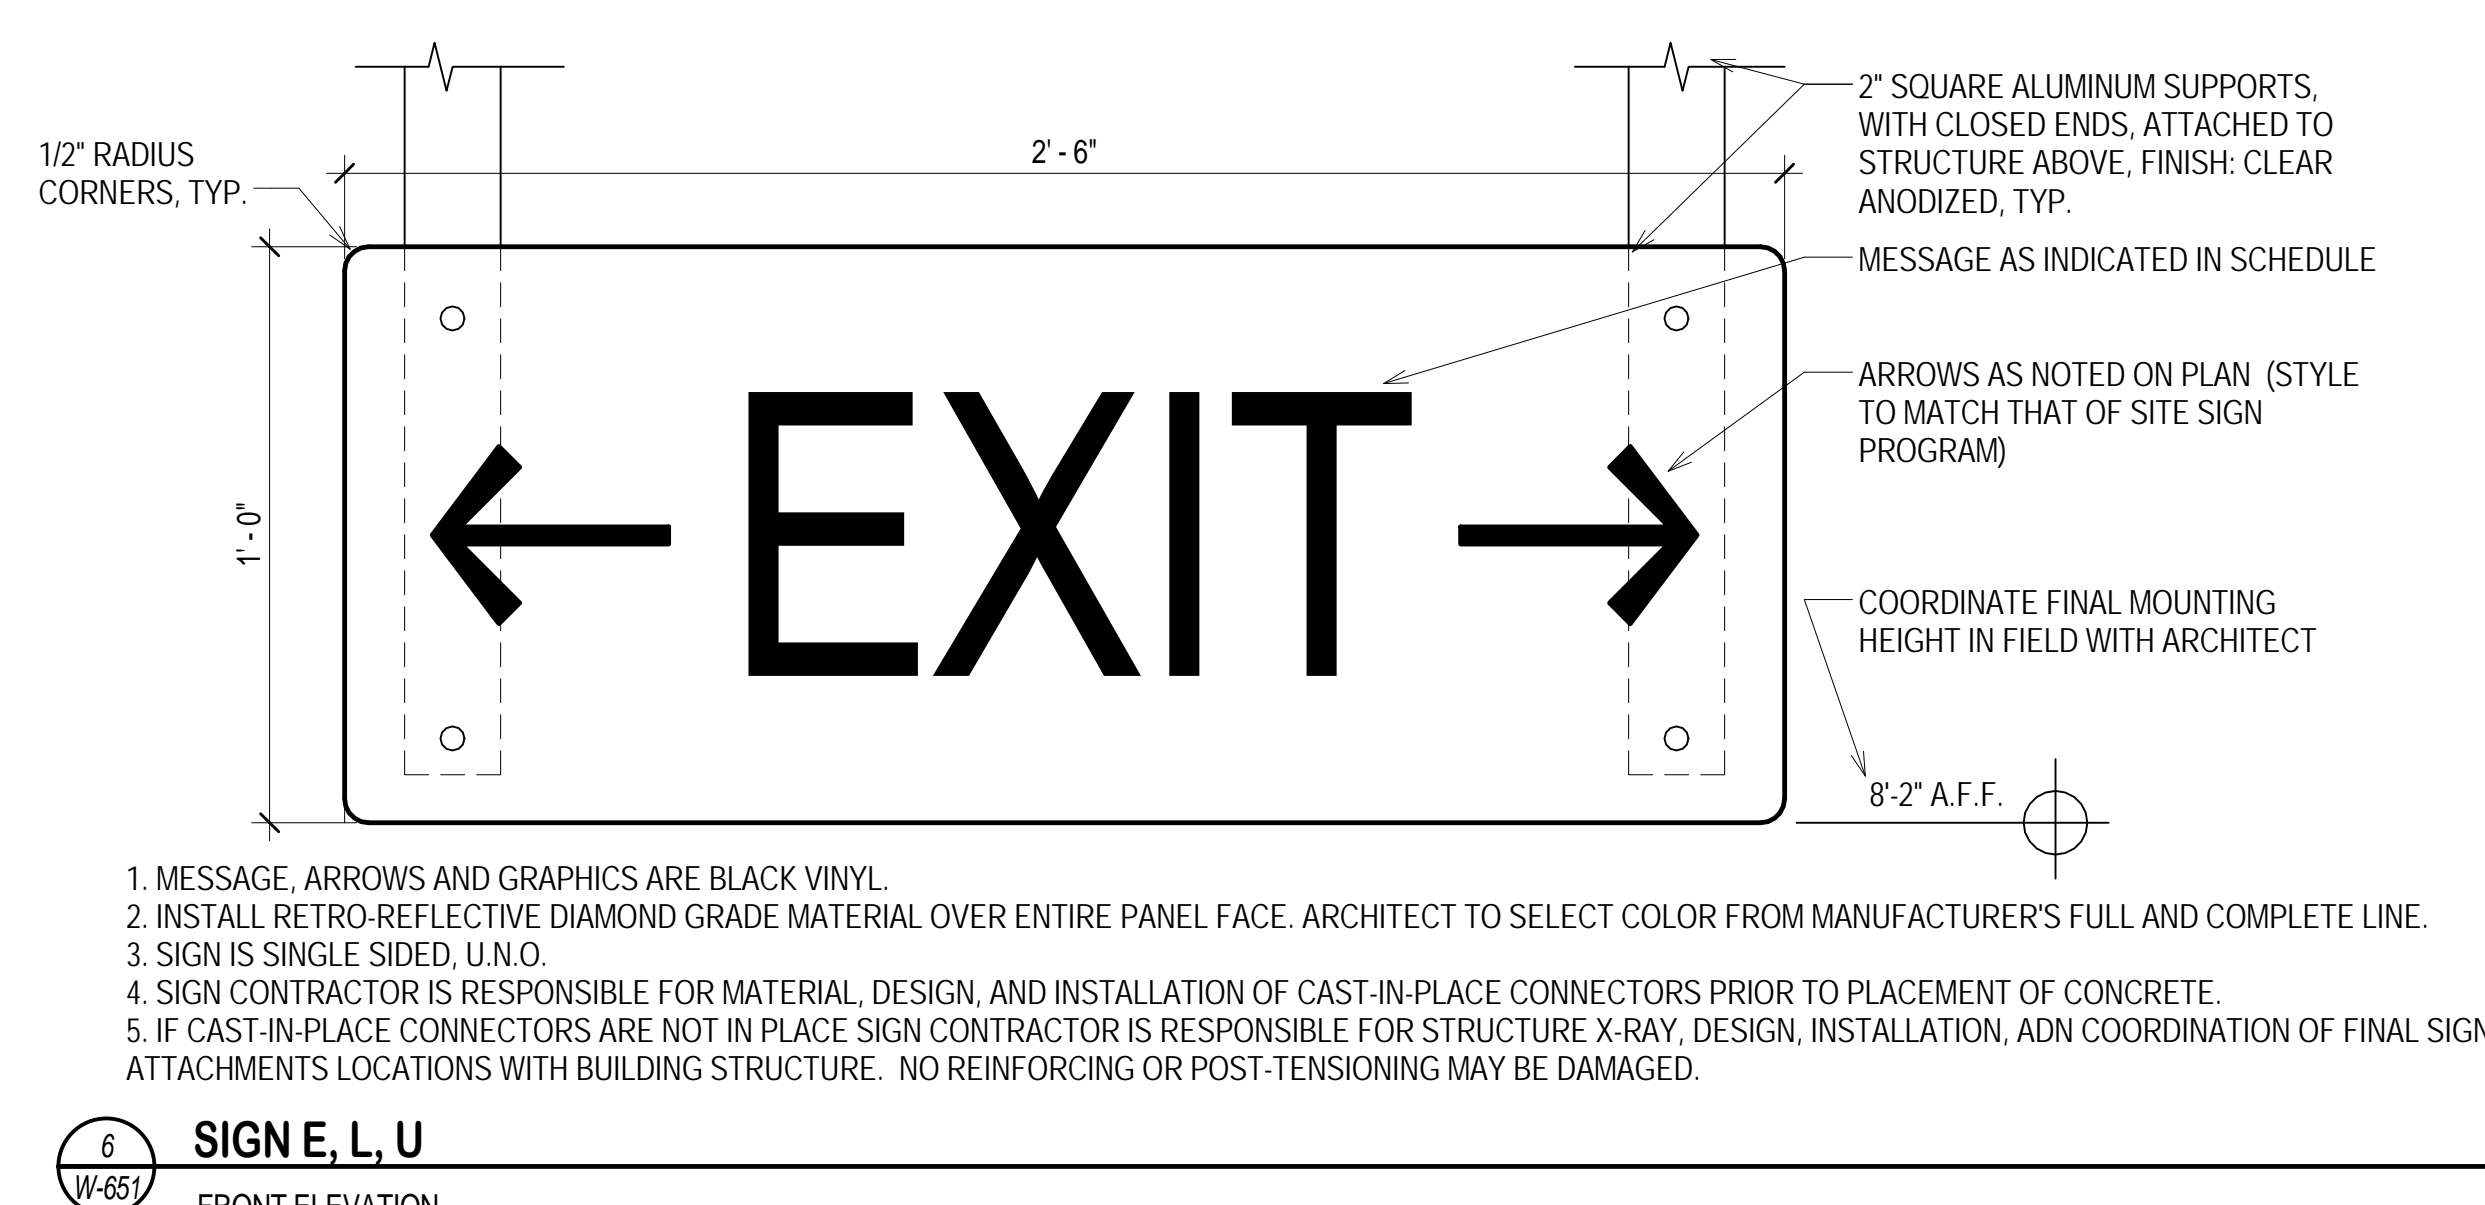 2" SQUARE ALUMINUM SUPPORTS,
WITH CLOSED ENDS, ATTACHED TO
STRUCTURE ABOVE, FINISH: CLEAR
ANODIZED, TYP.
1/2" RADIUS
CORNERS, TYP.
2' - 6"
MESSAGE AS INDICATED IN SCHEDULE
ARROWS AS NOTED ON PLAN (STYLE
TO MATCH THAT OF SITE SIGN
PROGRAM)
EXIT
1' - 0"
COORDINATE FINAL MOUNTING
HEIGHT IN FIELD WITH ARCHITECT
8'-2" A.F.F.
1. MESSAGE, ARROWS AND GRAPHICS ARE BLACK VINYL.
2. INSTALL RETRO-REFLECTIVE DIAMOND GRADE MATERIAL OVER ENTIRE PANEL FACE. ARCHITECT TO SELECT COLOR FROM MANUFACTURER'S FULL AND COMPLETE LINE.
3. SIGN IS SINGLE SIDED, U.N.O.
4. SIGN CONTRACTOR IS RESPONSIBLE FOR MATERIAL, DESIGN, AND INSTALLATION OF CAST-IN-PLACE CONNECTORS PRIOR TO PLACEMENT OF CONCRETE.
5. IF CAST-IN-PLACE CONNECTORS ARE NOT IN PLACE SIGN CONTRACTOR IS RESPONSIBLE FOR STRUCTURE X-RAY, DESIGN, INSTALLATION, ADN COORDINATION OF FINAL SIGN
ATTACHMENTS LOCATIONS WITH BUILDING STRUCTURE. NO REINFORCING OR POST-TENSIONING MAY BE DAMAGED.
6
SIGN E, L, U
W-651
FRONT ELEVATION